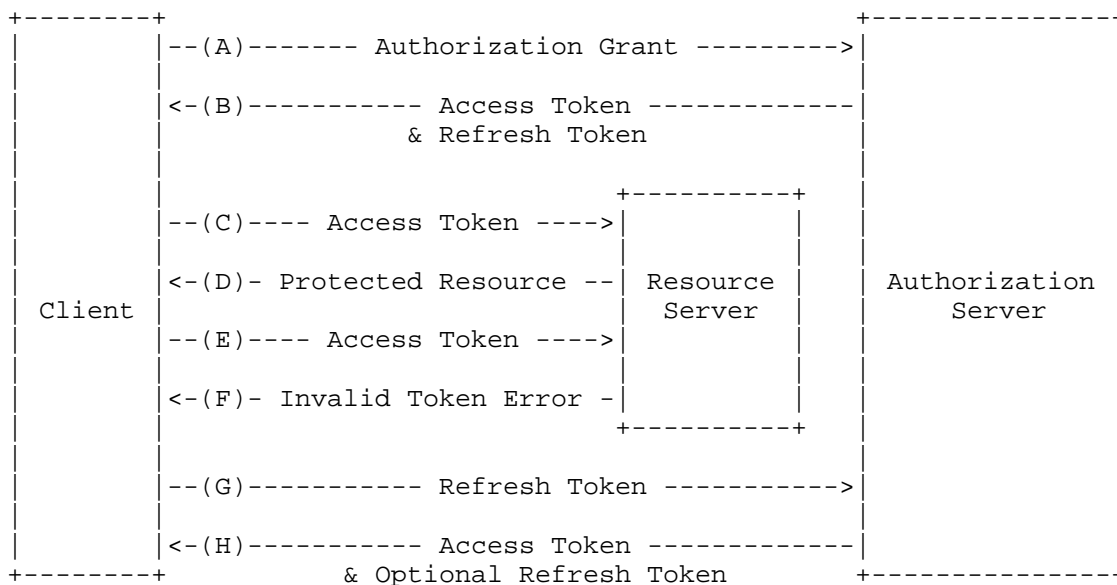 --(A)------- Authorization Grant --------->
<-(B)----------- Access Token -------------
& Refresh Token
--(C)---- Access Token ---->
<-(D)- Protected Resource -- Resource Authorization
Client Server Server
--(E)---- Access Token ---->
<-(F)- Invalid Token Error -
--(G)----------- Refresh Token ----------->
<-(H)----------- Access Token -------------
& Optional Refresh Token